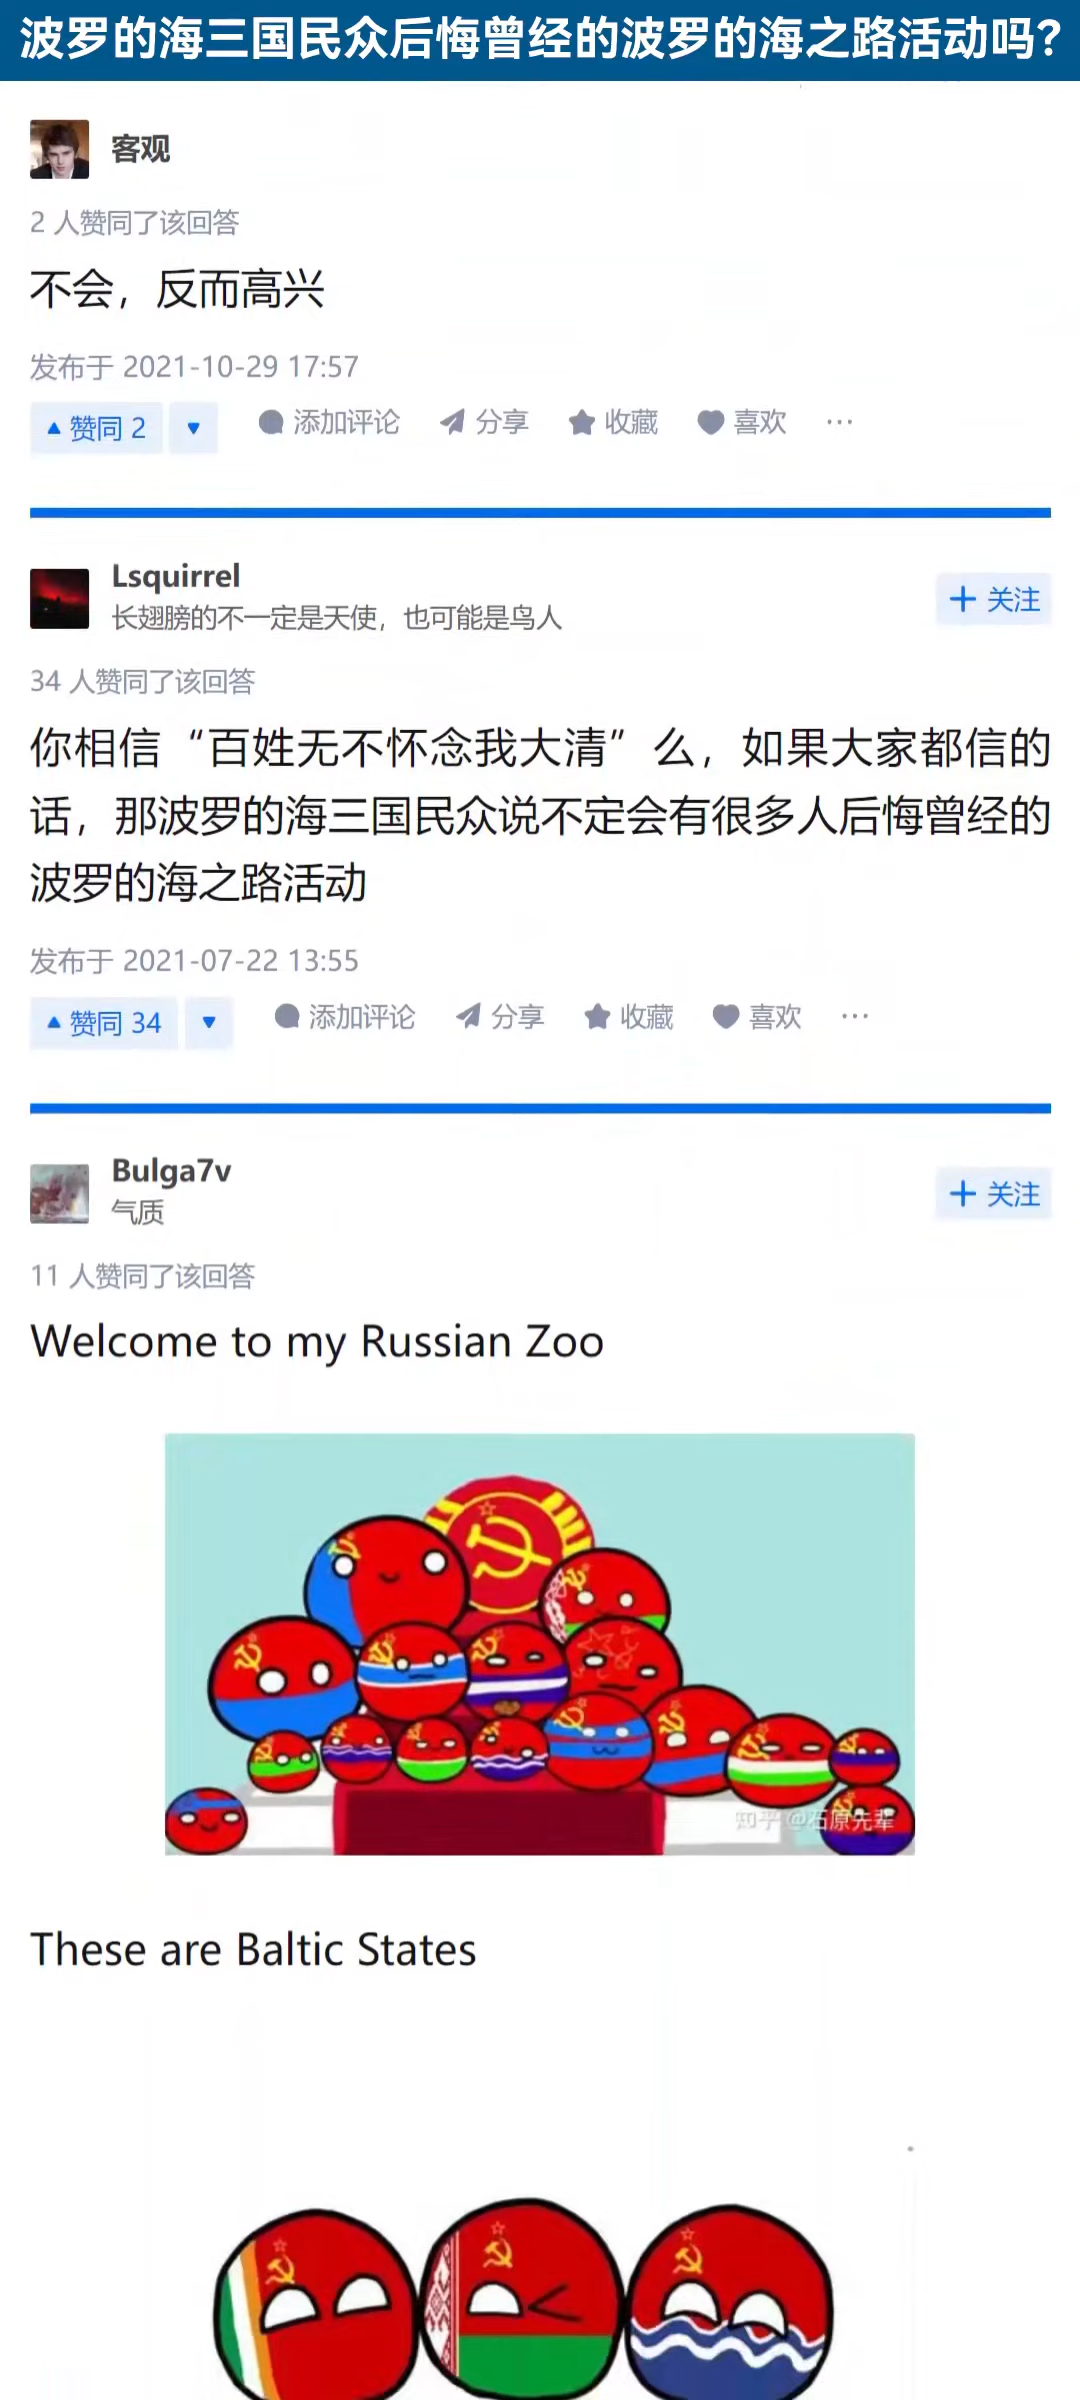 波罗的海三国民众后悔曾经的波罗的海之路活动吗?
客观
2 人赞同了该回答
不会，反而高兴
发布于 2021-10-29 17:57
赞同 2 添加评论 分享 收藏 喜欢 ···
Lsquirrel
长翅膀的不一定是天使，也可能是鸟人
+ 关注
34 人赞同了该回答
你相信“百姓无不怀念我大清”么，如果大家都信的
话，那波罗的海三国民众说不定会有很多人后悔曾经的
波罗的海之路活动
发布于 2021-07-22 13:55
赞同 34 添加评论 分享 收藏 喜欢 ···
Bulga7v
气质
+ 关注
11 人赞同了该回答
Welcome to my Russian Zoo
知乎 @石原先辈
These are Baltic States